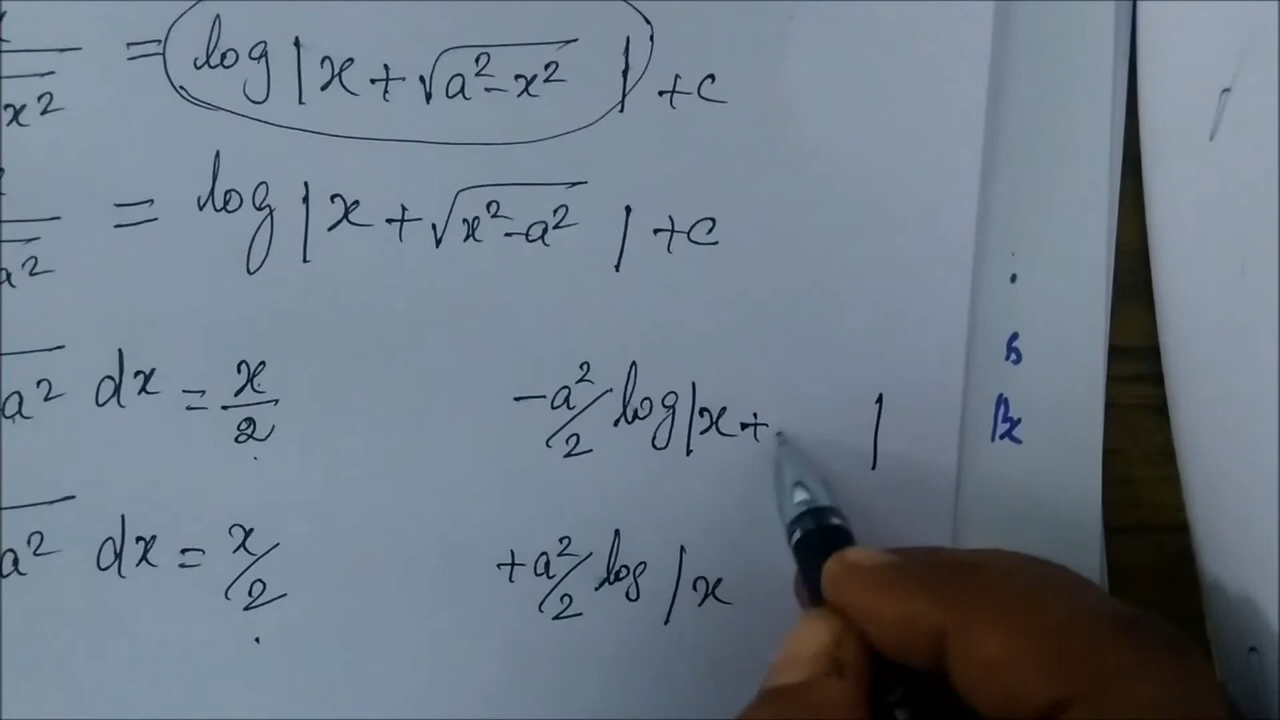 x² = log|x + √a²-x² | + c
a² = log|x + √x²-a² | + c
a² dx = x/2 -a²/2 log|x+ |
a² dx = x/2 +a²/2 log|x